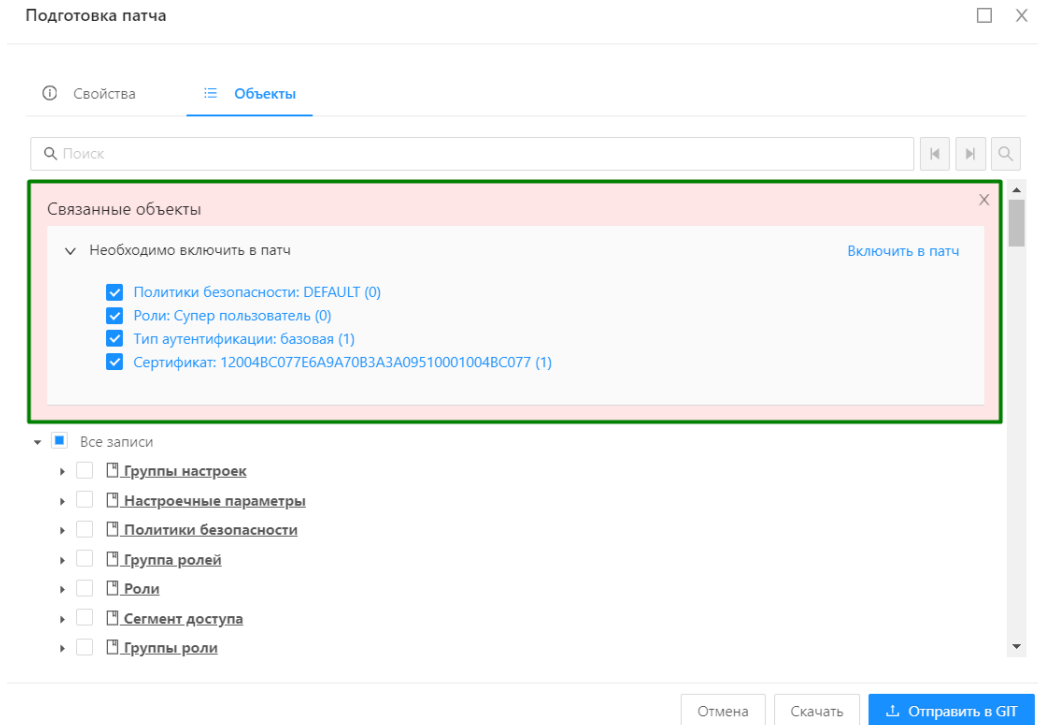 Подготовка патча
Свойства
Объекты
Поиск
Связанные объекты
Необходимо включить в патч
Включить в патч
Политики безопасности: DEFAULT (0)
Роли: Супер пользователь (0)
Тип аутентификации: базовая (1)
Сертификат: 12004BC077E6A9A70B3A3A09510001004BC077 (1)
Все записи
Группы настроек
Настроечные параметры
Политики безопасности
Группа ролей
Роли
Сегмент доступа
Группы роли
Отмена
Скачать
Отправить в GIT